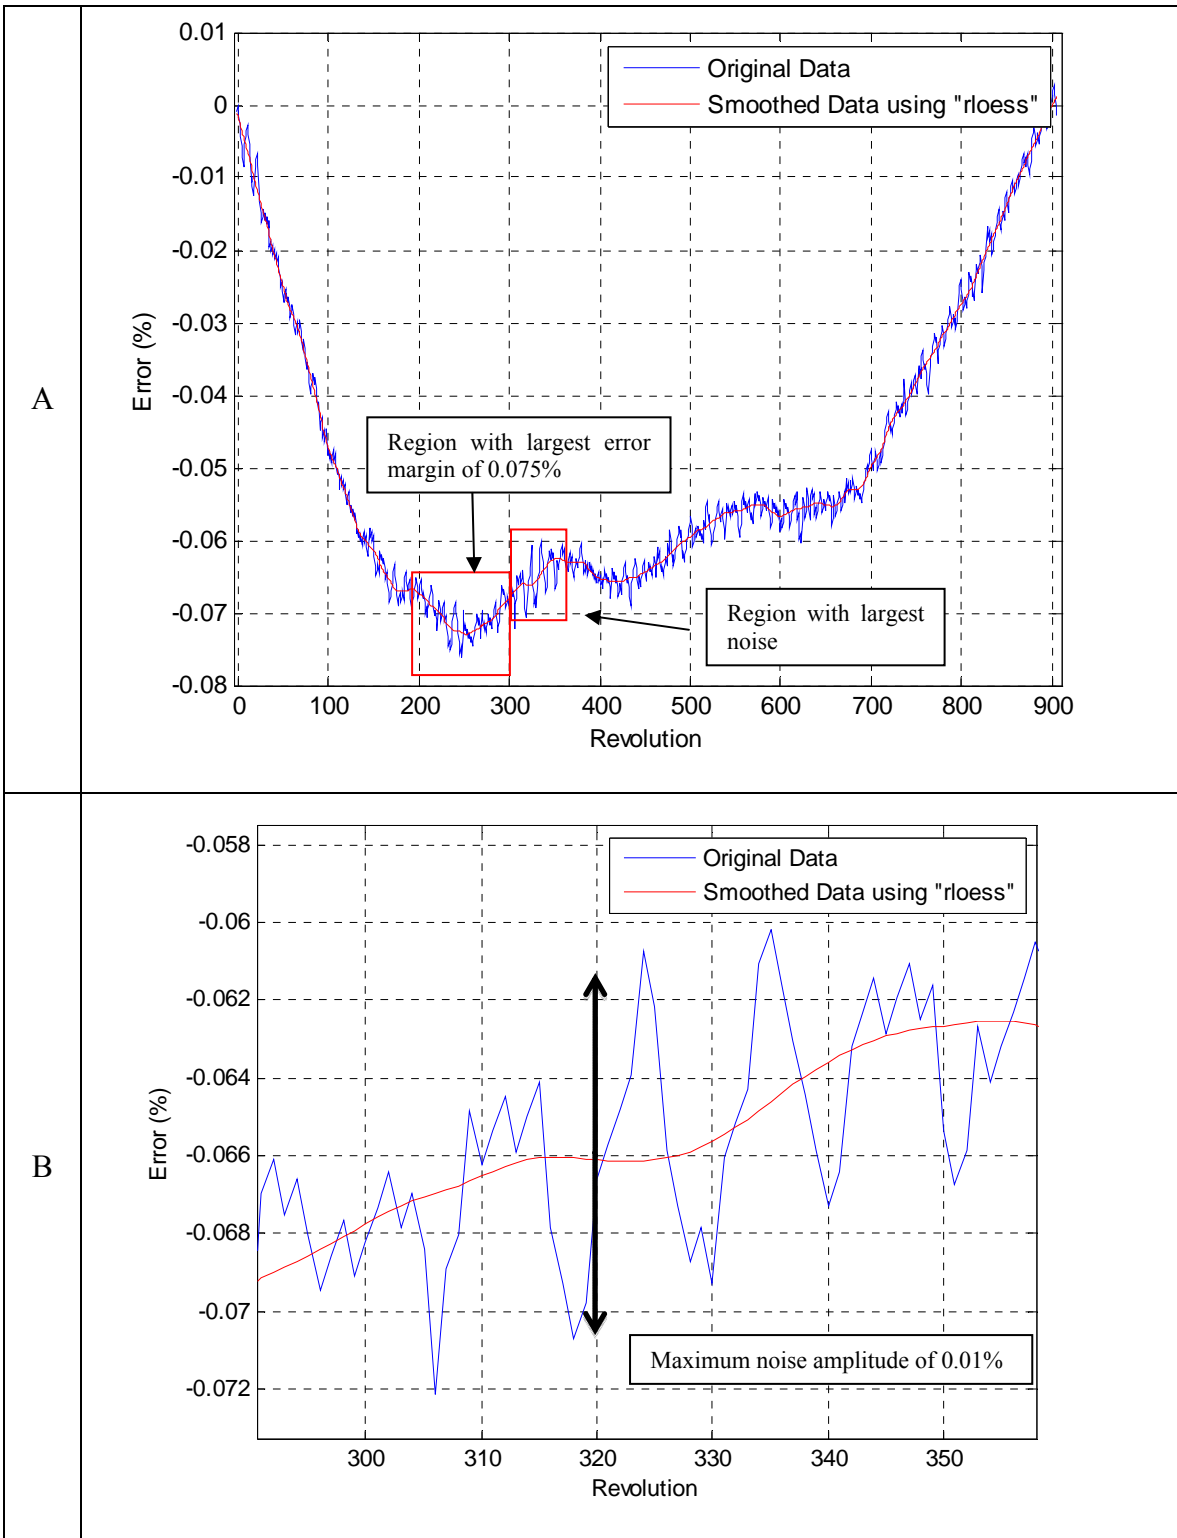 A
0.01
0
-0.01
-0.02
-0.03
-0.04
-0.05
-0.06
-0.07
-0.08
Error (%)
Original Data
Smoothed Data using "rloess"
Region with largest error
margin of 0.075%
Region with largest
noise
0 100 200 300 400 500 600 700 800 900
Revolution
B
-0.058
-0.06
-0.062
-0.064
-0.066
-0.068
-0.07
-0.072
Error (%)
Original Data
Smoothed Data using "rloess"
Maximum noise amplitude of 0.01%
300 310 320 330 340 350
Revolution